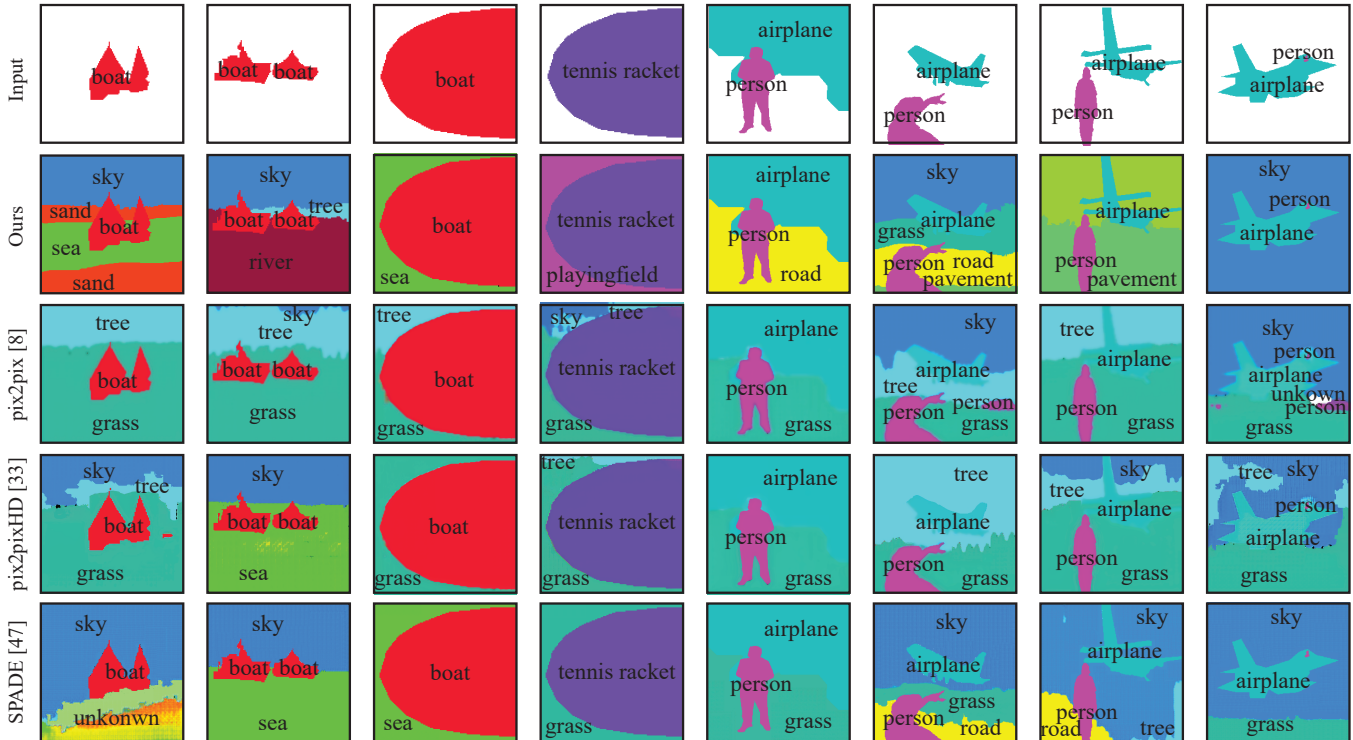 Input
boat
boat boat
boat
tennis racket
airplane
person
airplane
person
airplane
person
person
airplane
Ours
sky
sand
boat
sea
sand
sky
boat boat tree
river
boat
sea
tennis racket
playingfield
airplane
person
road
sky
airplane
grass
person road
pavement
airplane
person
pavement
sky
person
airplane
pix2pix [8]
tree
boat
grass
sky
tree
boat boat
grass
tree
boat
grass
sky tree
tennis racket
grass
airplane
person
grass
sky
airplane
tree
person person
grass
tree
airplane
person
grass
sky
person
airplane
unkown
person
grass
pix2pixHD [33]
sky
tree
boat
grass
sky
boat boat
sea
boat
grass
tree
tennis racket
grass
airplane
person
grass
tree
airplane
person
grass
sky
tree
airplane
person
grass
tree sky
person
airplane
grass
SPADE [47]
sky
boat
unkonwn
sky
boat boat
sea
boat
sea
tennis racket
grass
airplane
person
grass
sky
airplane
grass
person
road
sky
airplane
person
road tree
sky
airplane
grass